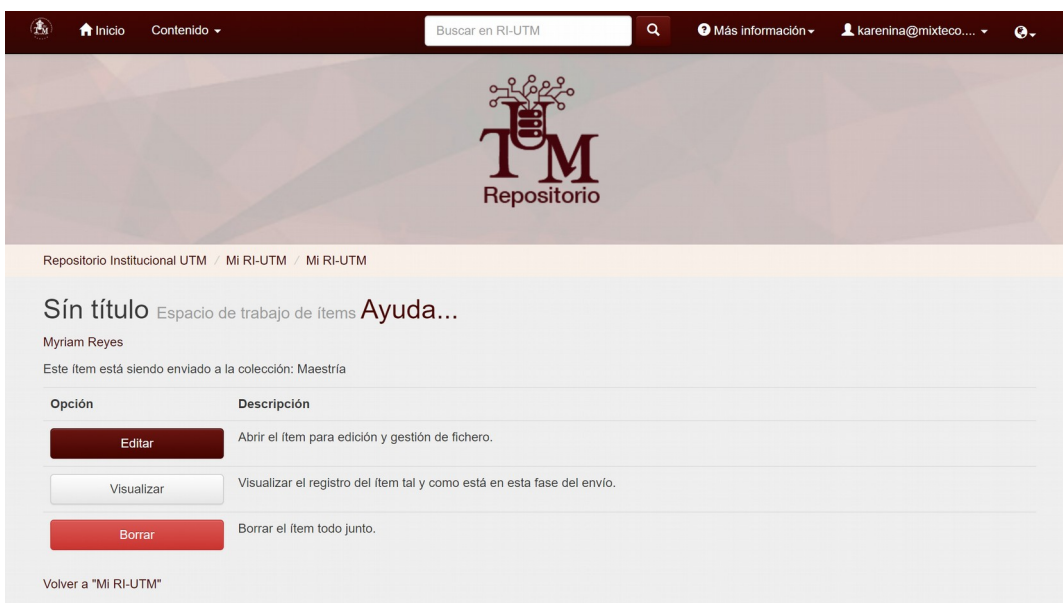 Inicio Contenido Buscar en RI-UTM Más información karenina@mixteco....
UTM
Repositorio
Repositorio Institucional UTM / Mi RI-UTM / Mi RI-UTM
Sín título Espacio de trabajo de ítems Ayuda...
Myriam Reyes
Este ítem está siendo enviado a la colección: Maestría
Opción Descripción
Editar Abrir el ítem para edición y gestión de fichero.
Visualizar Visualizar el registro del ítem tal y como está en esta fase del envío.
Borrar Borrar el ítem todo junto.
Volver a "Mi RI-UTM"